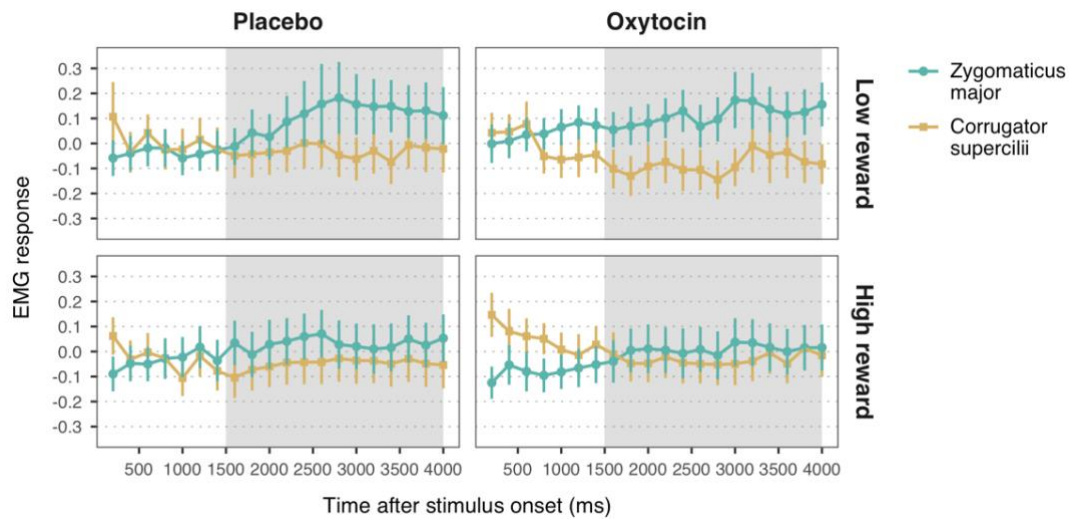 Placebo
Oxytocin
0.3
0.2
0.1
0.0
-0.1
-0.2
-0.3
Low reward
Zygomaticus
major
Corrugator
supercilii
EMG response
0.3
0.2
0.1
0.0
-0.1
-0.2
-0.3
High reward
500 1000 1500 2000 2500 3000 3500 4000
500 1000 1500 2000 2500 3000 3500 4000
Time after stimulus onset (ms)